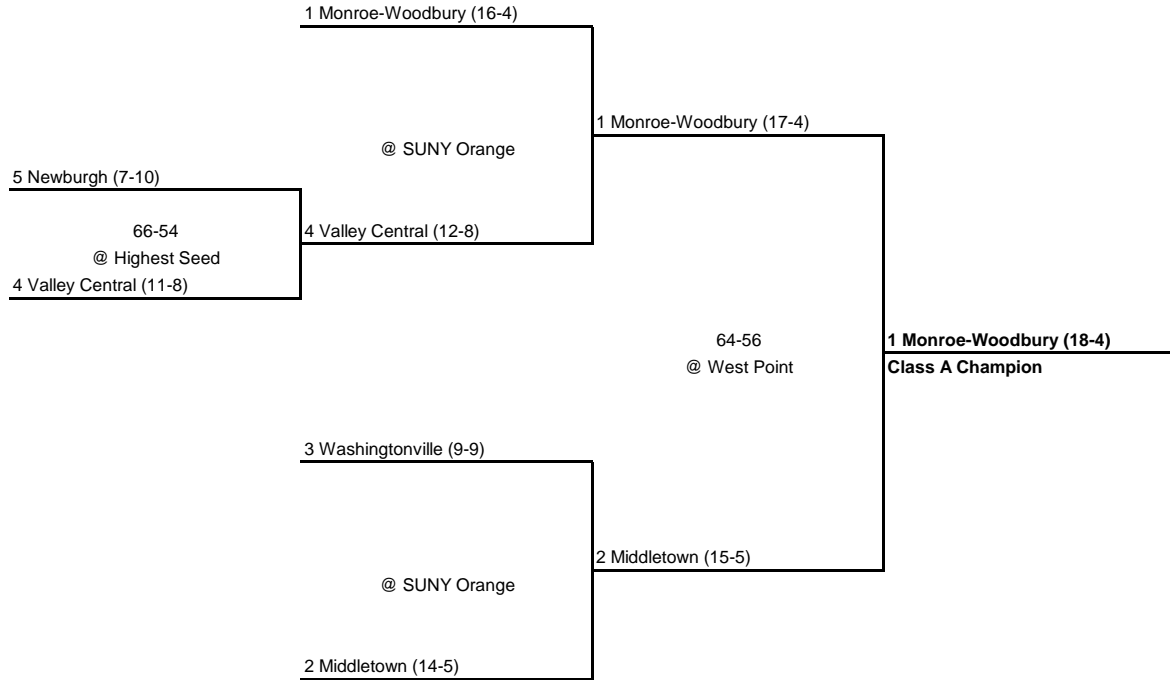 1 Monroe-Woodbury (16-4)
1 Monroe-Woodbury (17-4)
@ SUNY Orange
5 Newburgh (7-10)
66-54
4 Valley Central (12-8)
@ Highest Seed
4 Valley Central (11-8)
64-56
1 Monroe-Woodbury (18-4)
@ West Point
Class A Champion
3 Washingtonville (9-9)
2 Middletown (15-5)
@ SUNY Orange
2 Middletown (14-5)